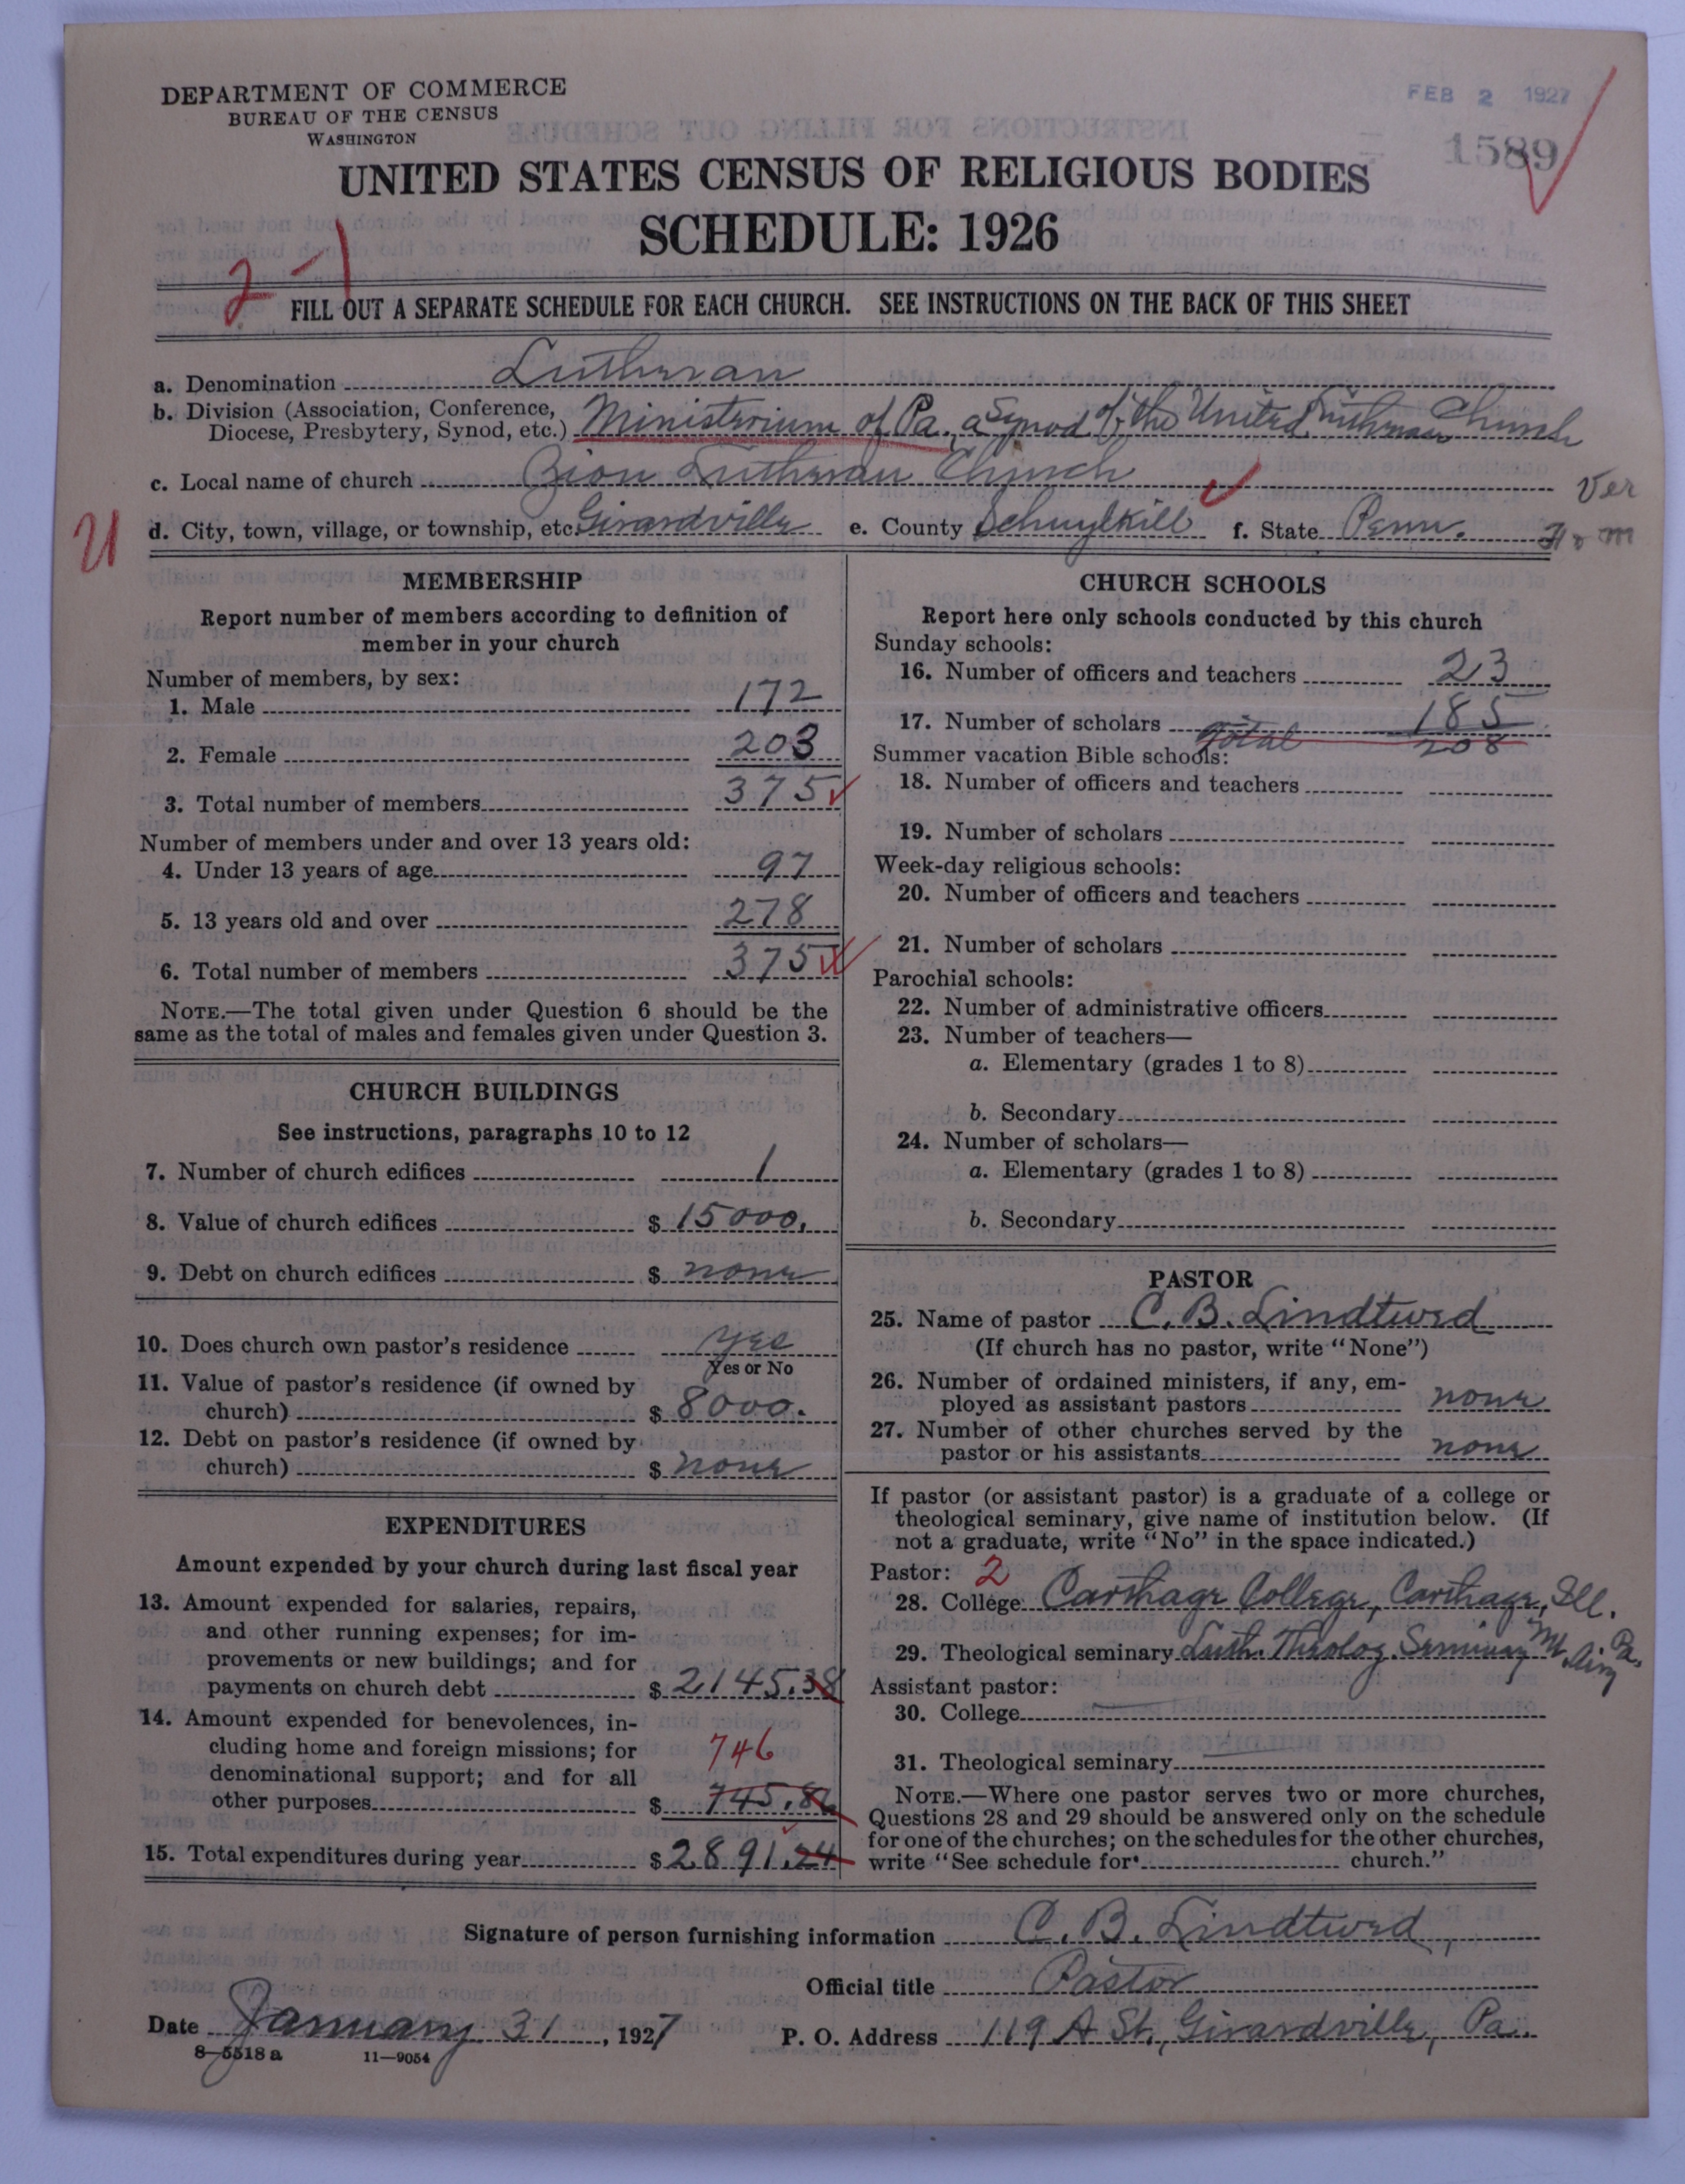 DEPARTMENT OF COMMERCE
BUREAU OF THE CENSUS
WASHINGTON
FEB 2 1927
1589
UNITED STATES CENSUS OF RELIGIOUS BODIES
SCHEDULE: 1926
2-1
FILL OUT A SEPARATE SCHEDULE FOR EACH CHURCH. SEE INSTRUCTIONS ON THE BACK OF THIS SHEET
a. Denomination Lutheran
b. Division (Association, Conference, Diocese, Presbytery, Synod, etc.) Ministerium of Pa., a Synod of the United Lutheran Church
c. Local name of church Zion Lutheran Church
Ver
U d. City, town, village, or township, etc. Girardville e. County Schuylkill f. State Penn.
MEMBERSHIP
Report number of members according to definition of
member in your church
Number of members, by sex:
1. Male 172
2. Female 203
3. Total number of members 375
Number of members under and over 13 years old:
4. Under 13 years of age 97
5. 13 years old and over 278
6. Total number of members 375
NOTE.—The total given under Question 6 should be the
same as the total of males and females given under Question 3.
CHURCH BUILDINGS
See instructions, paragraphs 10 to 12
7. Number of church edifices 1
8. Value of church edifices $ 15000.
9. Debt on church edifices $ none
10. Does church own pastor's residence yes
Yes or No
11. Value of pastor's residence (if owned by
church) $ 8000.
12. Debt on pastor's residence (if owned by
church) $ none
EXPENDITURES
Amount expended by your church during last fiscal year
13. Amount expended for salaries, repairs,
and other running expenses; for im-
provements or new buildings; and for
payments on church debt $ 2145.38
14. Amount expended for benevolences, in-
cluding home and foreign missions; for 746
denominational support; and for all
other purposes $ 745.86
15. Total expenditures during year $ 2891.24
CHURCH SCHOOLS
Report here only schools conducted by this church
Sunday schools:
16. Number of officers and teachers 23
17. Number of scholars 185
Total 208
Summer vacation Bible schools:
18. Number of officers and teachers
19. Number of scholars
Week-day religious schools:
20. Number of officers and teachers
21. Number of scholars
Parochial schools:
22. Number of administrative officers
23. Number of teachers—
a. Elementary (grades 1 to 8)
b. Secondary
24. Number of scholars—
a. Elementary (grades 1 to 8)
b. Secondary
PASTOR
25. Name of pastor C. B. Lindtwed
(If church has no pastor, write "None")
26. Number of ordained ministers, if any, em-
ployed as assistant pastors none
27. Number of other churches served by the
pastor or his assistants none
If pastor (or assistant pastor) is a graduate of a college or
theological seminary, give name of institution below. (If
not a graduate, write "No" in the space indicated.)
Pastor: 2
28. College Carthage College, Carthage, Ill.
29. Theological seminary Luth. Theolog. Seminary Mt. Airy Pa.
Assistant pastor:
30. College
31. Theological seminary
NOTE.—Where one pastor serves two or more churches,
Questions 28 and 29 should be answered only on the schedule
for one of the churches; on the schedules for the other churches,
write "See schedule for church."
Signature of person furnishing information C. B. Lindtwed
Official title Pastor
Date January 31, 1927 P. O. Address 119 A St., Girardville, Pa.
8—5518 a 11—9054